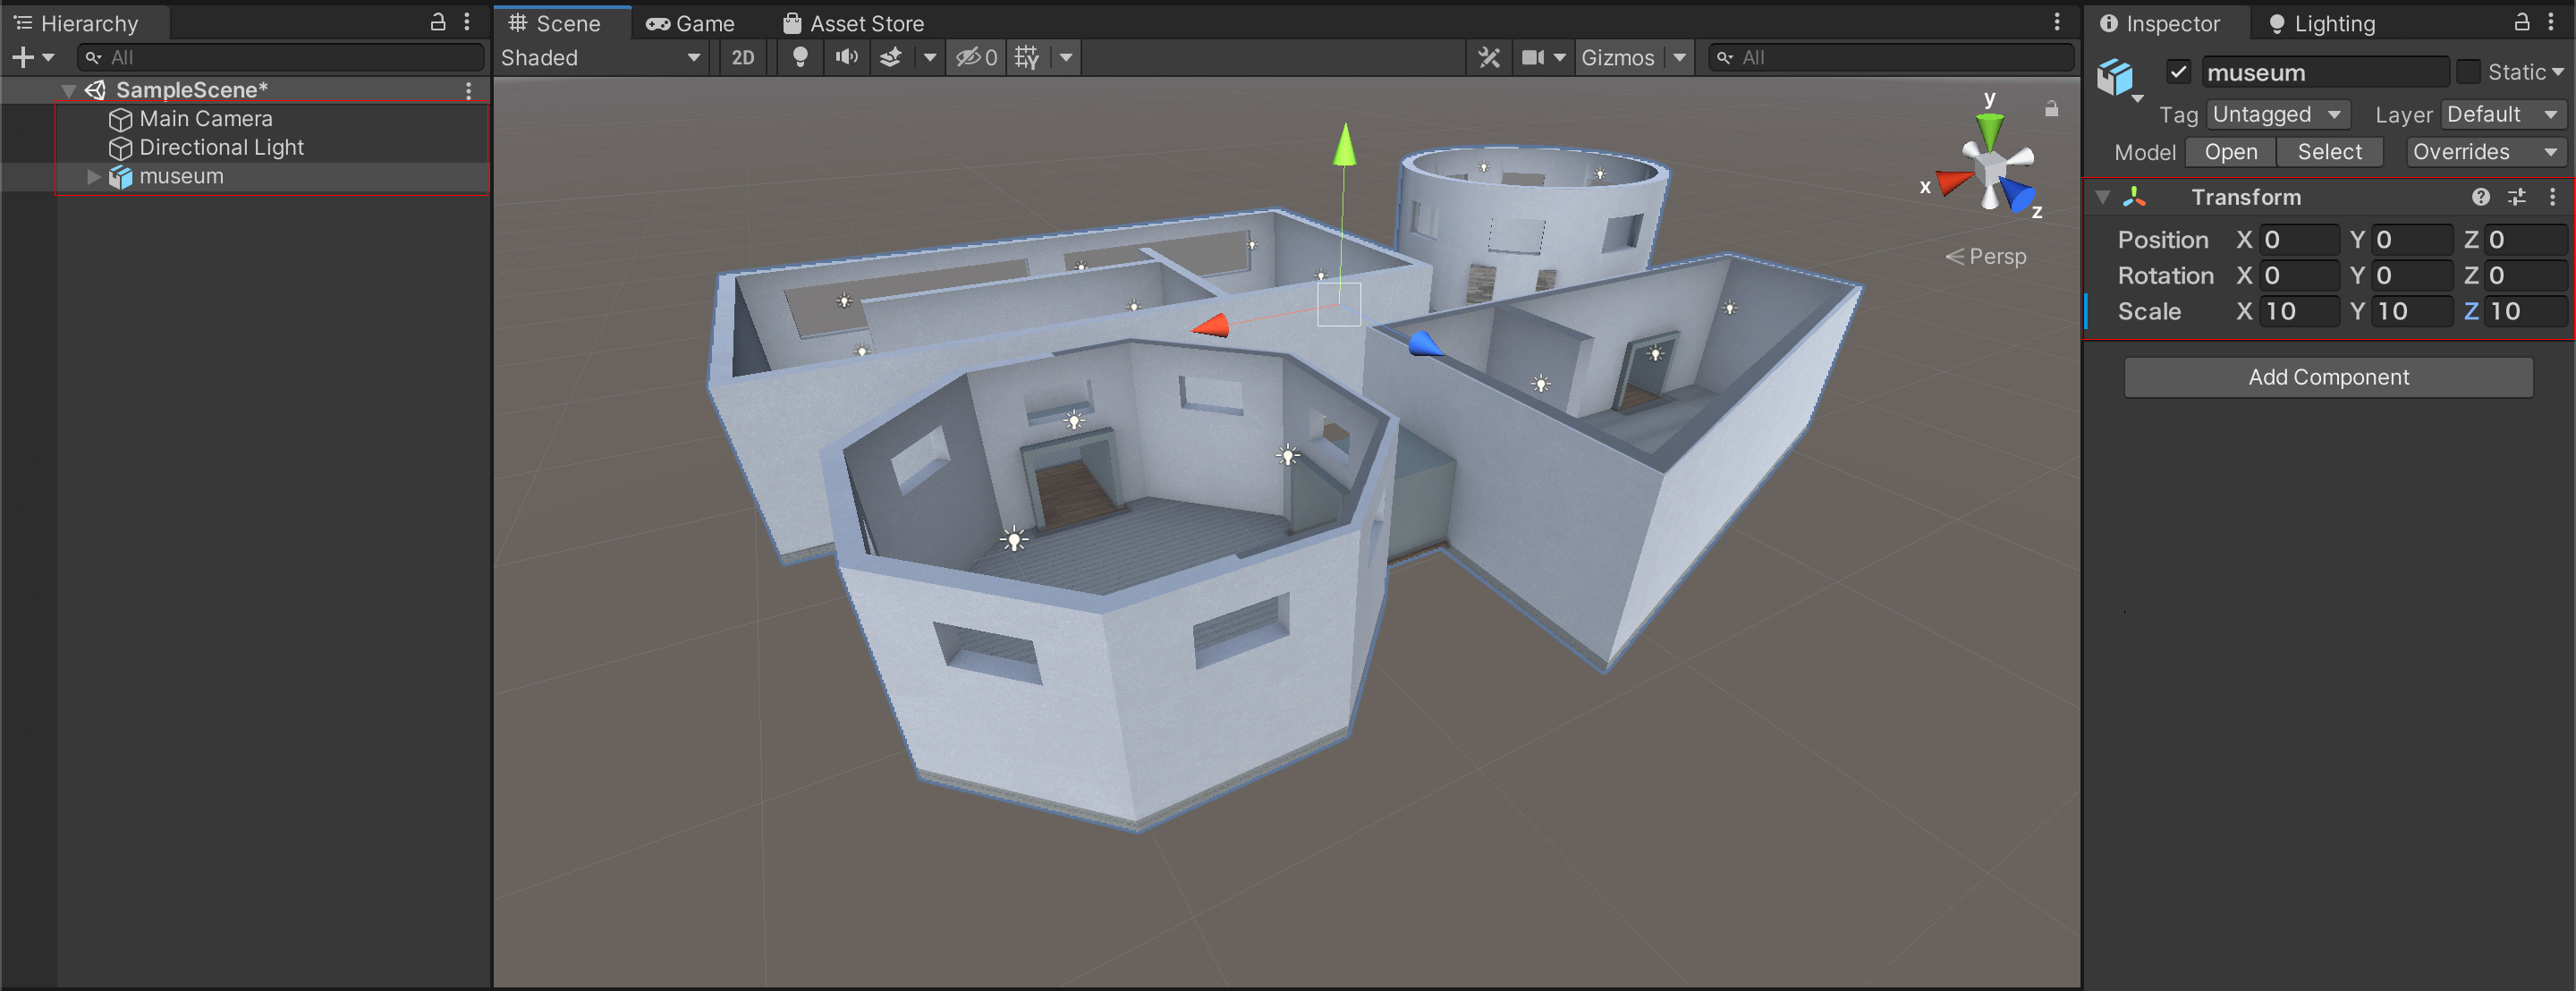 Hierarchy
All
SampleScene*
Main Camera
Directional Light
museum
Scene Game Asset Store
Shaded 2D 0 Gizmos All
y
x
z
Persp
Inspector Lighting
museum Static
Tag Untagged Layer Default
Model Open Select Overrides
Transform
Position X 0 Y 0 Z 0
Rotation X 0 Y 0 Z 0
Scale X 10 Y 10 Z 10
Add Component